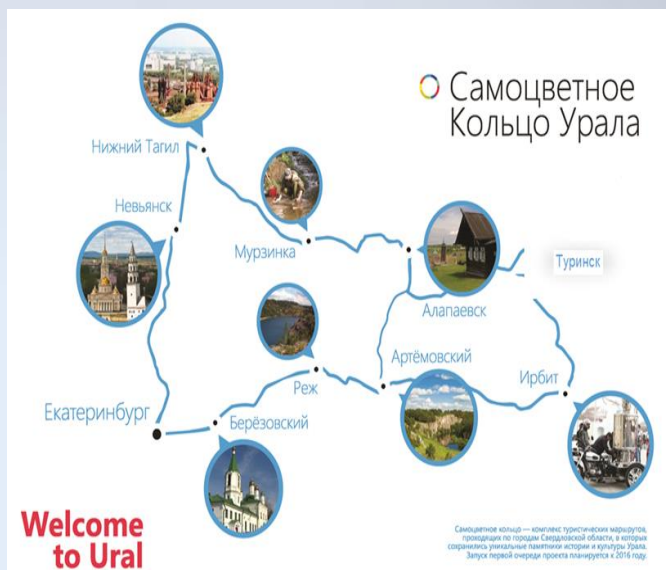 Самоцветное
Кольцо Урала
Нижний Тагил
Невьянск
Мурзинка
Туринск
Алапаевск
Артёмовский
Реж
Ирбит
Екатеринбург
Берёзовский
Welcome
to Ural
Самоцветное кольцо — комплекс туристических маршрутов,
проходящих по городам Свердловской области, в которых
сохранились уникальные памятники истории и культуры Урала.
Запуск первой очереди проекта планируется к 2016 году.